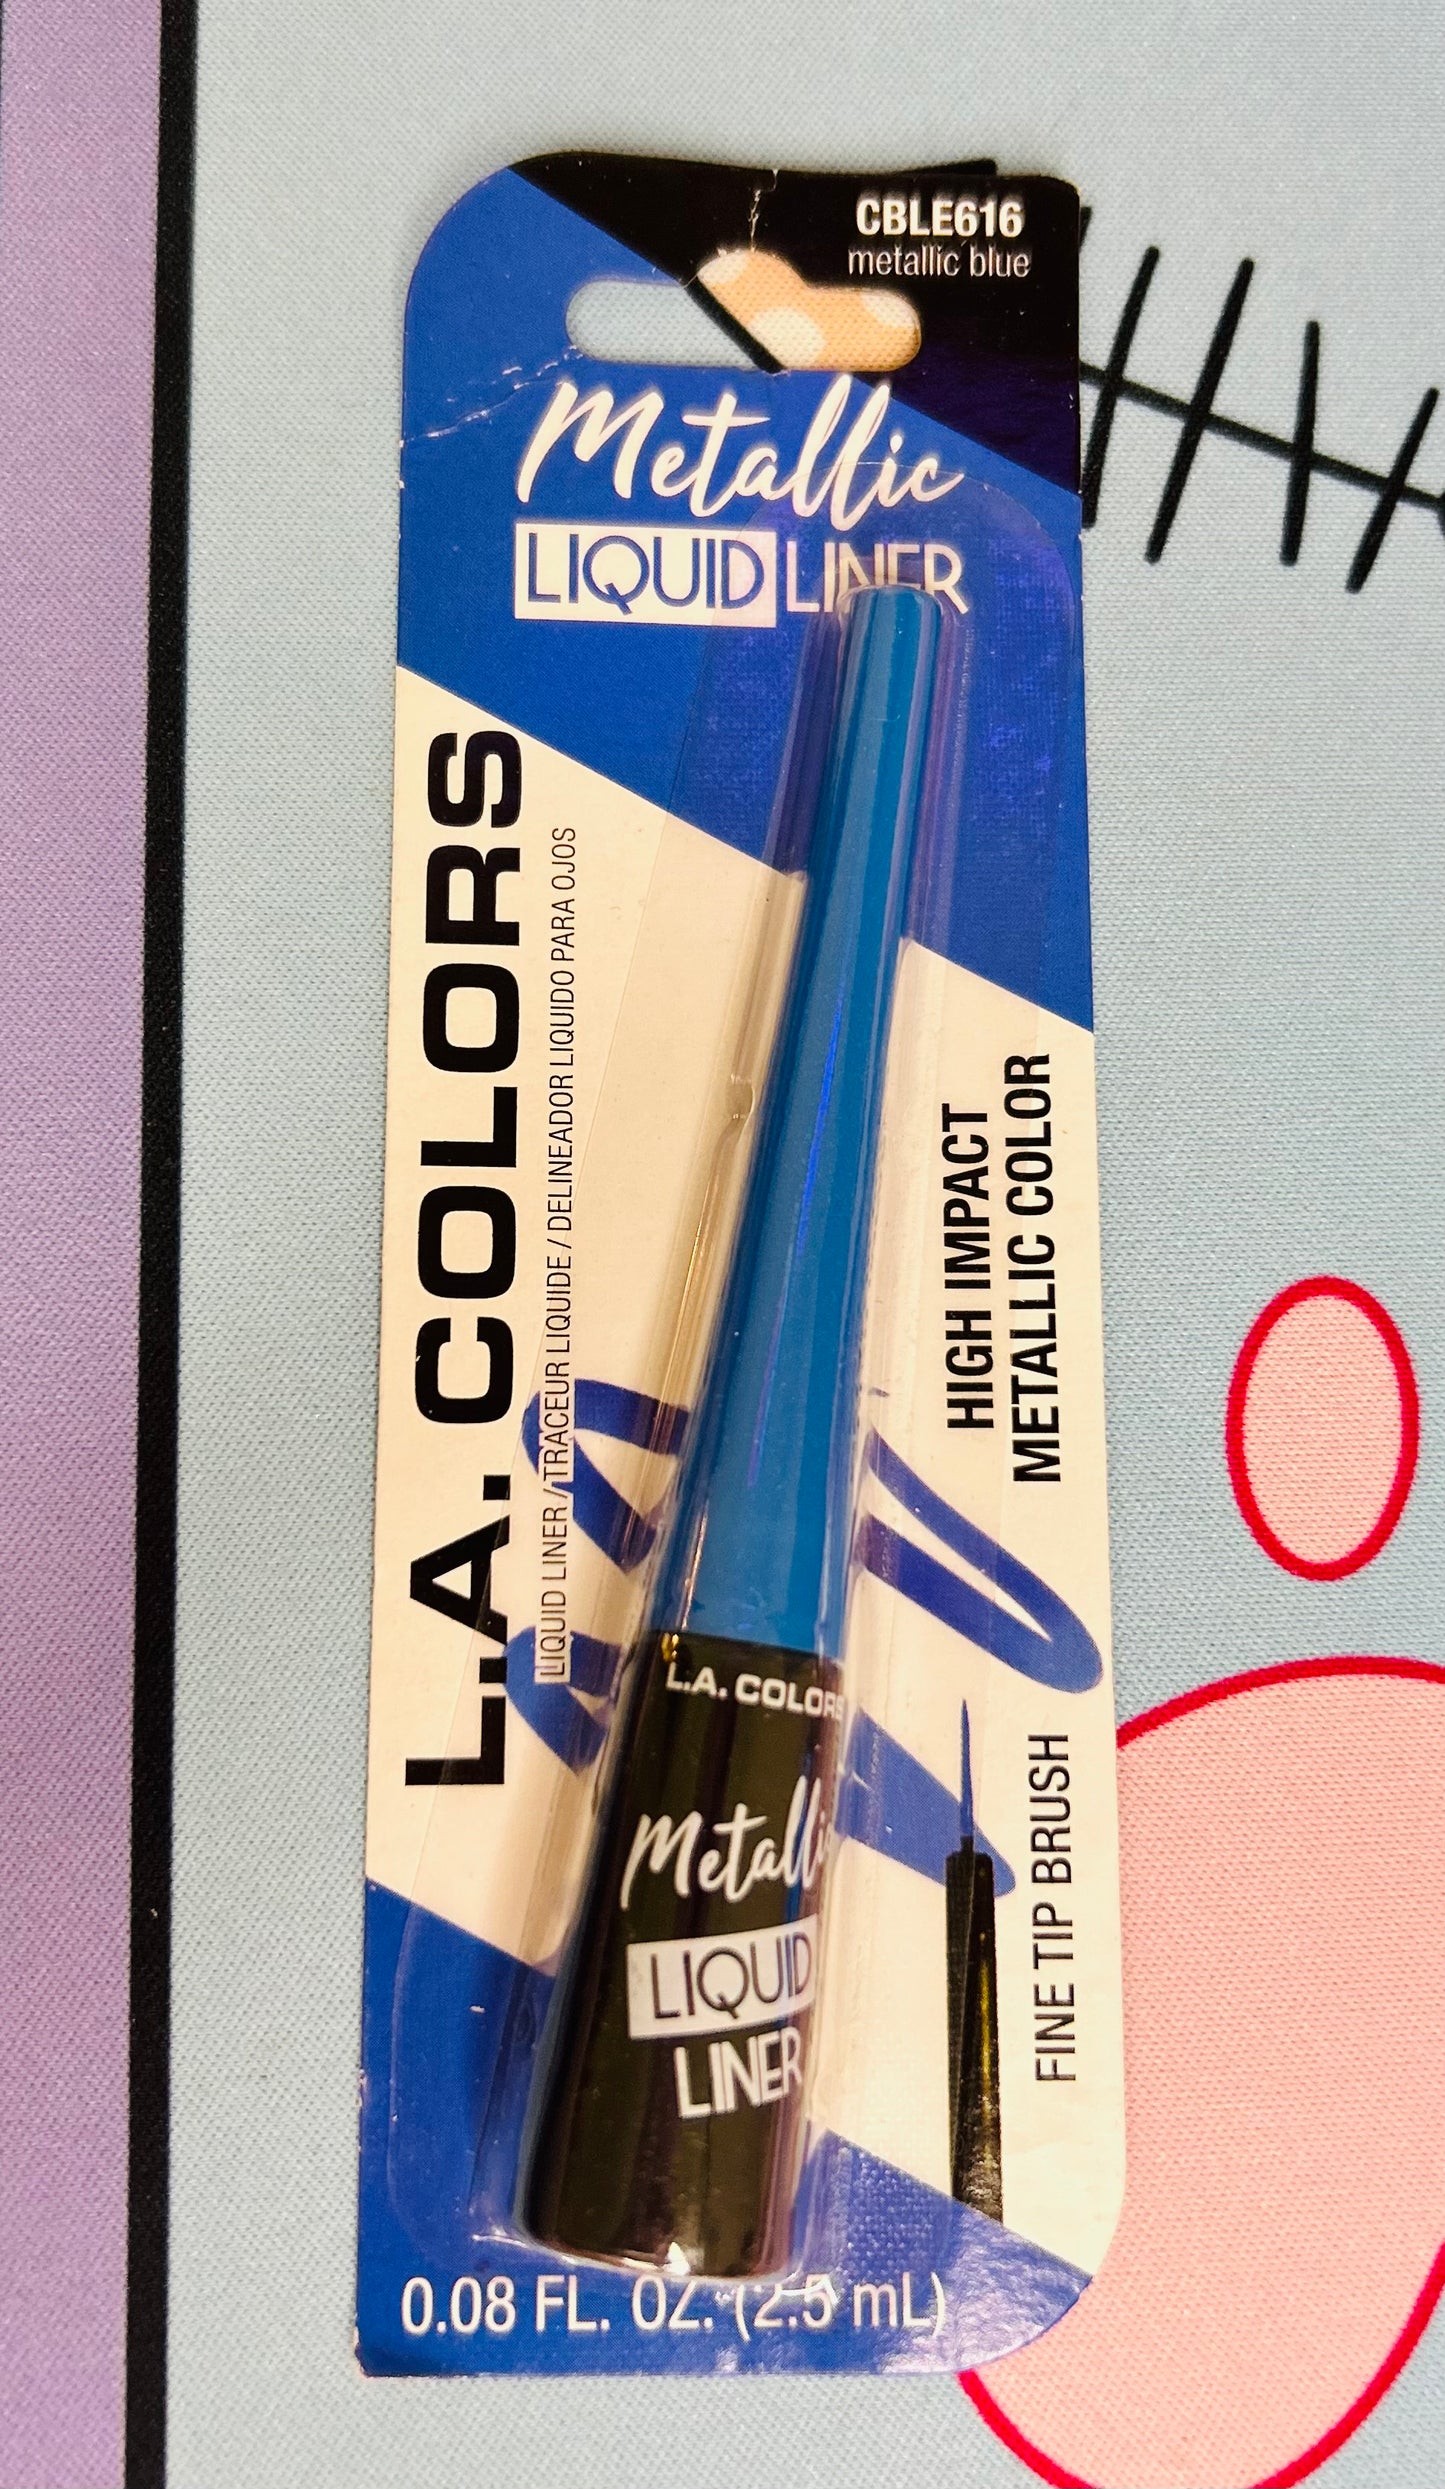 CBLE616
metallic blue
Metallic
LIQUID LINER
L.A. COLORS
LIQUID LINER / TRACEUR LIQUIDE / DELINEADOR LIQUIDO PARA OJOS
HIGH IMPACT
METALLIC COLOR
L.A. COLORS
Metallic
LIQUID
LINER
FINE TIP BRUSH
0.08 FL. OZ. (2.5 mL)